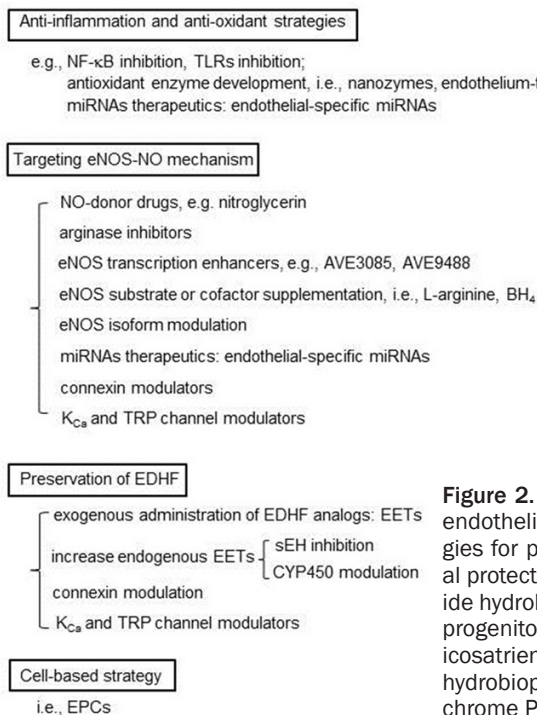 Anti-inflammation and anti-oxidant strategies
e.g., NF-κB inhibition, TLRs inhibition;
antioxidant enzyme development, i.e., nanozymes,
miRNAs therapeutics: endothelial-specific miRNAs
Targeting eNOS-NO mechanism
NO-donor drugs, e.g. nitroglycerin
arginase inhibitors
eNOS transcription enhancers, e.g., AVE3085, AVE9488
eNOS substrate or cofactor supplementation, i.e., L-arginine, BH₄
eNOS isoform modulation
miRNAs therapeutics: endothelial-specific miRNAs
connexin modulators
K_Ca and TRP channel modulators
Preservation of EDHF
exogenous administration of EDHF analogs: EETs
increase endogenous EETs
sEH inhibition
CYP450 modulation
connexin modulation
K_Ca and TRP channel modulators
Cell-based strategy
i.e., EPCs
Figure 2.
endotheli
gies for p
al protect
ide hydrol
progenito
icosatrien
hydrobiop
chrome P